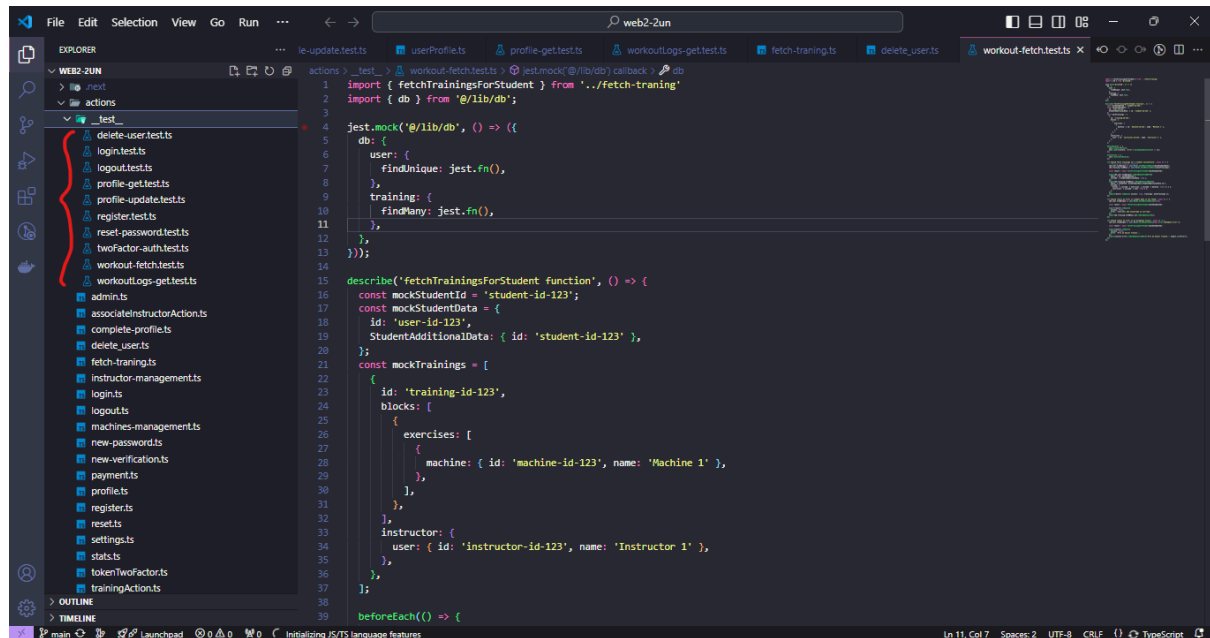 File Edit Selection View Go Run ··· web2-2un
EXPLORER ···
le-update.test.ts userProfile.ts profile-get.test.ts workoutLogs-get.test.ts fetch-traning.ts delete_user.ts workout-fetch.test.ts
WEB2-2UN
.next
actions
__test__
delete-user.test.ts
login.test.ts
logout.test.ts
profile-get.test.ts
profile-update.test.ts
register.test.ts
reset-password.test.ts
twoFactor-auth.test.ts
workout-fetch.test.ts
workoutLogs-get.test.ts
admin.ts
associateInstructorAction.ts
complete-profile.ts
delete_user.ts
fetch-traning.ts
instructor-management.ts
login.ts
logout.ts
machines-management.ts
new-password.ts
new-verification.ts
payment.ts
profile.ts
register.ts
reset.ts
settings.ts
stats.ts
tokenTwoFactor.ts
trainingAction.ts
OUTLINE
TIMELINE
actions > __test__ > workout-fetch.test.ts > jest.mock('@/lib/db') callback > db
1 import { fetchTrainingsForStudent } from '../fetch-traning'
2 import { db } from '@/lib/db';
3
4 jest.mock('@/lib/db', () => ({
5 db: {
6 user: {
7 findUnique: jest.fn(),
8 },
9 training: {
10 findMany: jest.fn(),
11 },
12 },
13 }));
14
15 describe('fetchTrainingsForStudent function', () => {
16 const mockStudentId = 'student-id-123';
17 const mockStudentData = {
18 id: 'user-id-123',
19 StudentAdditionalData: { id: 'student-id-123' },
20 };
21 const mockTrainings = [
22 {
23 id: 'training-id-123',
24 blocks: [
25 {
26 exercises: [
27 {
28 machine: { id: 'machine-id-123', name: 'Machine 1' },
29 },
30 ],
31 },
32 ],
33 instructor: {
34 user: { id: 'instructor-id-123', name: 'Instructor 1' },
35 },
36 },
37 ];
38
39 beforeEach(() => {
main Launchpad 0 0 0 Initializing JS/TS language features Ln 11, Col 7 Spaces: 2 UTF-8 CRLF {} TypeScript